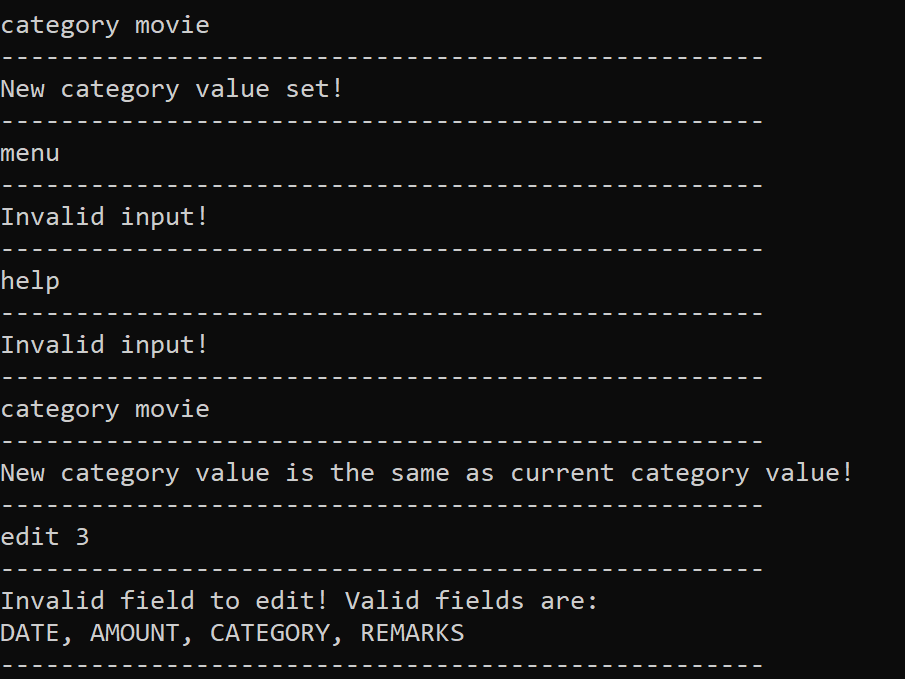 category movie
---------------------------------------------------
New category value set!
---------------------------------------------------
menu
---------------------------------------------------
Invalid input!
---------------------------------------------------
help
---------------------------------------------------
Invalid input!
---------------------------------------------------
category movie
---------------------------------------------------
New category value is the same as current category value!
---------------------------------------------------
edit 3
---------------------------------------------------
Invalid field to edit! Valid fields are:
DATE, AMOUNT, CATEGORY, REMARKS
---------------------------------------------------